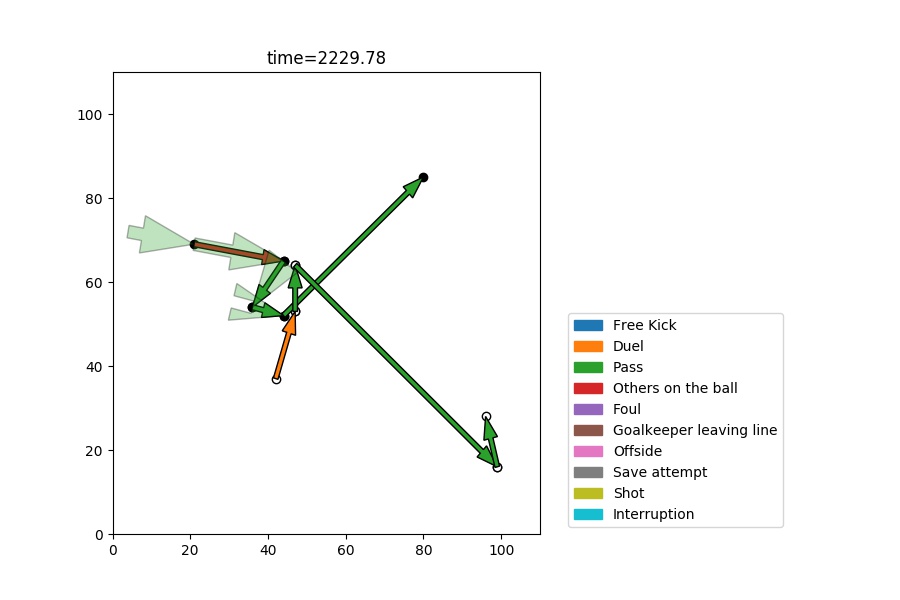 time=2229.78
100
80
60
40
20
0
0 20 40 60 80 100
Free Kick
Duel
Pass
Others on the ball
Foul
Goalkeeper leaving line
Offside
Save attempt
Shot
Interruption